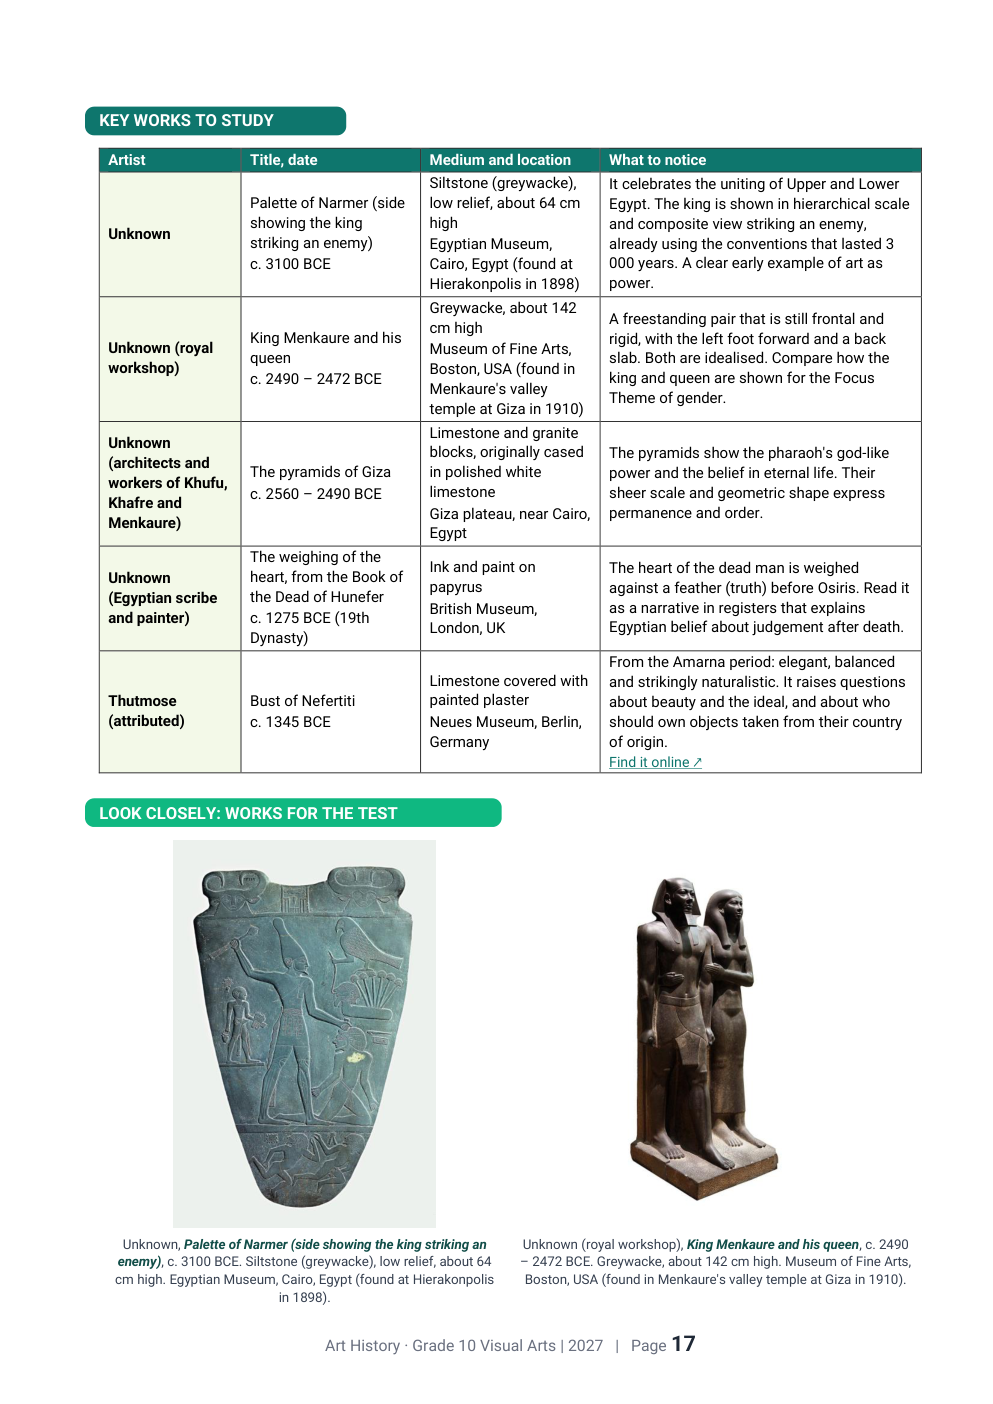 KEY WORKS TO STUDY
Artist
Title, date
Medium and location
What to notice
Unknown
Palette of Narmer (side
showing the king
striking an enemy)
c. 3100 BCE
Siltstone (greywacke),
low relief, about 64 cm
high
Egyptian Museum,
Cairo, Egypt (found at
Hierakonpolis in 1898)
It celebrates the uniting of Upper and Lower
Egypt. The king is shown in hierarchical scale
and composite view striking an enemy,
already using the conventions that lasted 3
000 years. A clear early example of art as
power.
Unknown (royal
workshop)
King Menkaure and his
queen
c. 2490 – 2472 BCE
Greywacke, about 142
cm high
Museum of Fine Arts,
Boston, USA (found in
Menkaure's valley
temple at Giza in 1910)
A freestanding pair that is still frontal and
rigid, with the left foot forward and a back
slab. Both are idealised. Compare how the
king and queen are shown for the Focus
Theme of gender.
Unknown
(architects and
workers of Khufu,
Khafre and
Menkaure)
The pyramids of Giza
c. 2560 – 2490 BCE
Limestone and granite
blocks, originally cased
in polished white
limestone
Giza plateau, near Cairo,
Egypt
The pyramids show the pharaoh's god-like
power and the belief in eternal life. Their
sheer scale and geometric shape express
permanence and order.
Unknown
(Egyptian scribe
and painter)
The weighing of the
heart, from the Book of
the Dead of Hunefer
c. 1275 BCE (19th
Dynasty)
Ink and paint on
papyrus
British Museum,
London, UK
The heart of the dead man is weighed
against a feather (truth) before Osiris. Read it
as a narrative in registers that explains
Egyptian belief about judgement after death.
Thutmose
(attributed)
Bust of Nefertiti
c. 1345 BCE
Limestone covered with
painted plaster
Neues Museum, Berlin,
Germany
From the Amarna period: elegant, balanced
and strikingly naturalistic. It raises questions
about beauty and the ideal, and about who
should own objects taken from their country
of origin.
Find it online ↗
LOOK CLOSELY: WORKS FOR THE TEST
Unknown, Palette of Narmer (side showing the king striking an
enemy), c. 3100 BCE. Siltstone (greywacke), low relief, about 64
cm high. Egyptian Museum, Cairo, Egypt (found at Hierakonpolis
in 1898).
Unknown (royal workshop), King Menkaure and his queen, c. 2490
– 2472 BCE. Greywacke, about 142 cm high. Museum of Fine Arts,
Boston, USA (found in Menkaure's valley temple at Giza in 1910).
Art History · Grade 10 Visual Arts | 2027 | Page 17